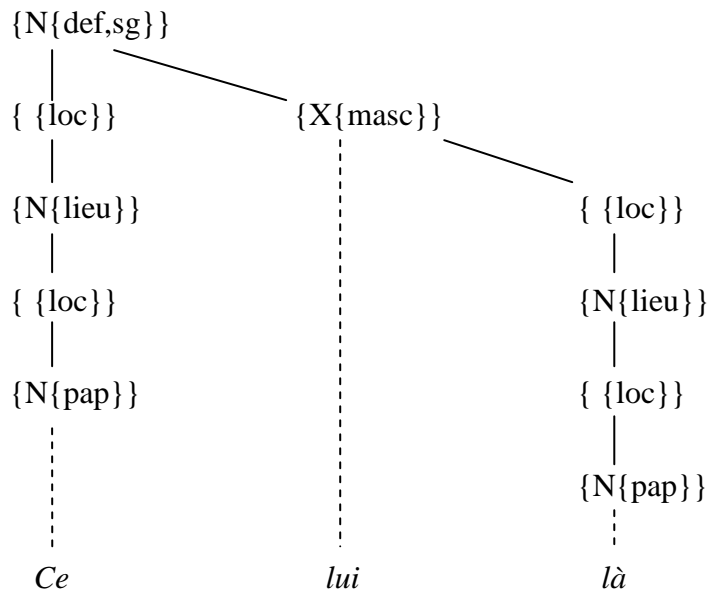 {N{def,sg}}
{ {loc}} {X{masc}}
{N{lieu}} { {loc}}
{ {loc}} {N{lieu}}
{N{pap}} { {loc}}
{N{pap}}
Ce lui là